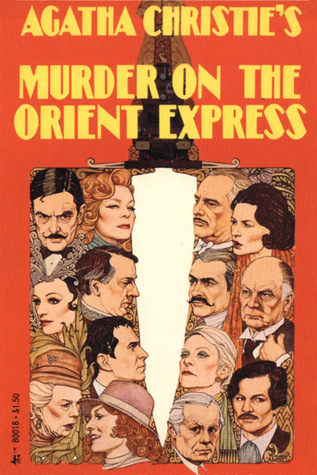 AGATHA CHRISTIE'S
MURDER ON THE
ORIENT EXPRESS
80018 • $1.50